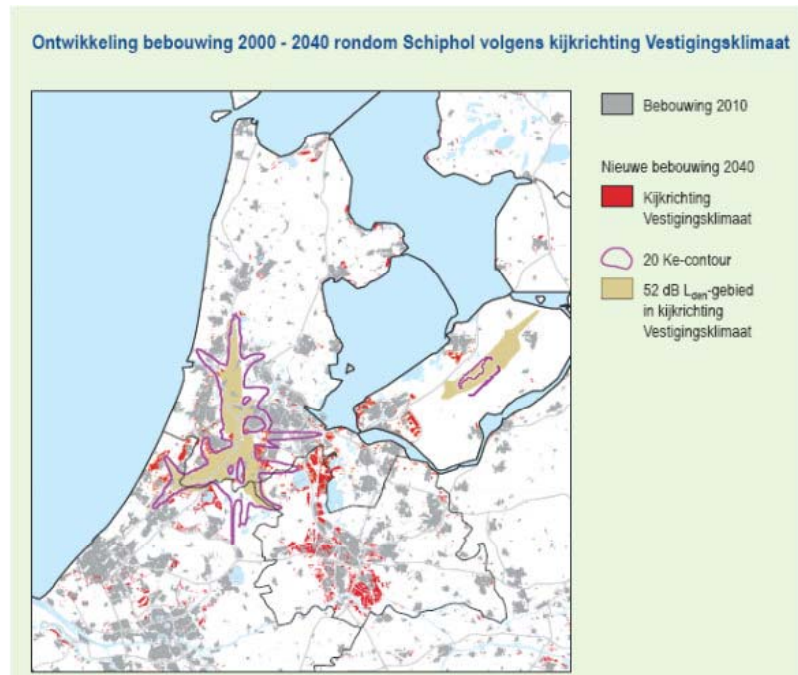 Ontwikkeling bebouwing 2000 - 2040 rondom Schiphol volgens kijkrichting Vestigingsklimaat
Bebouwing 2010
Nieuwe bebouwing 2040
Kijkrichting
Vestigingsklimaat
20 Ke-contour
52 dB Lden-gebied
in kijkrichting
Vestigingsklimaat